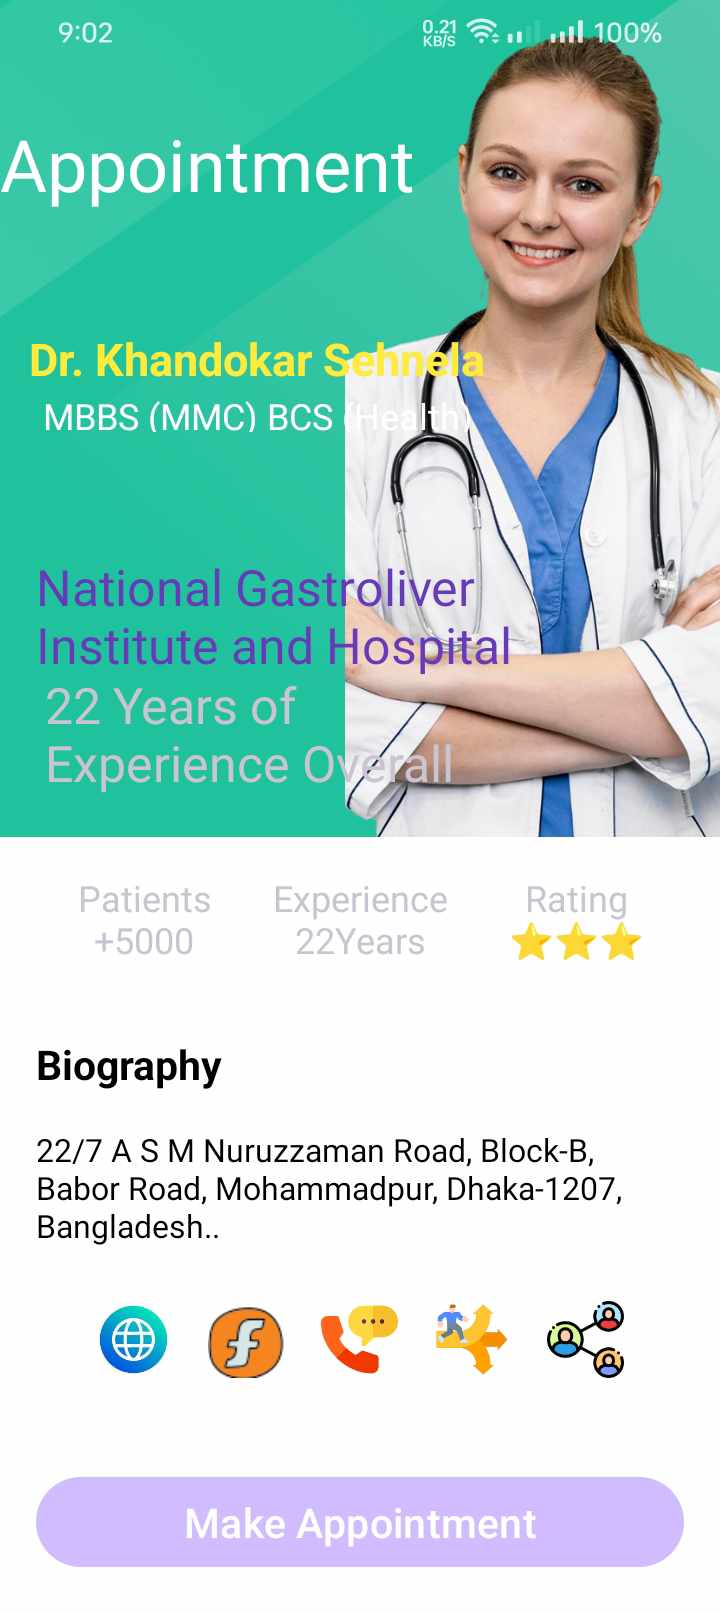 9:02
0.21
KB/S
100%
Appointment
Dr. Khandokar Sehnela
MBBS (MMC) BCS (Health)
National Gastroliver
Institute and Hospital
22 Years of
Experience Overall
Patients Experience Rating
+5000 22Years ⭐⭐⭐
Biography
22/7 A S M Nuruzzaman Road, Block-B,
Babor Road, Mohammadpur, Dhaka-1207,
Bangladesh..
f
Make Appointment